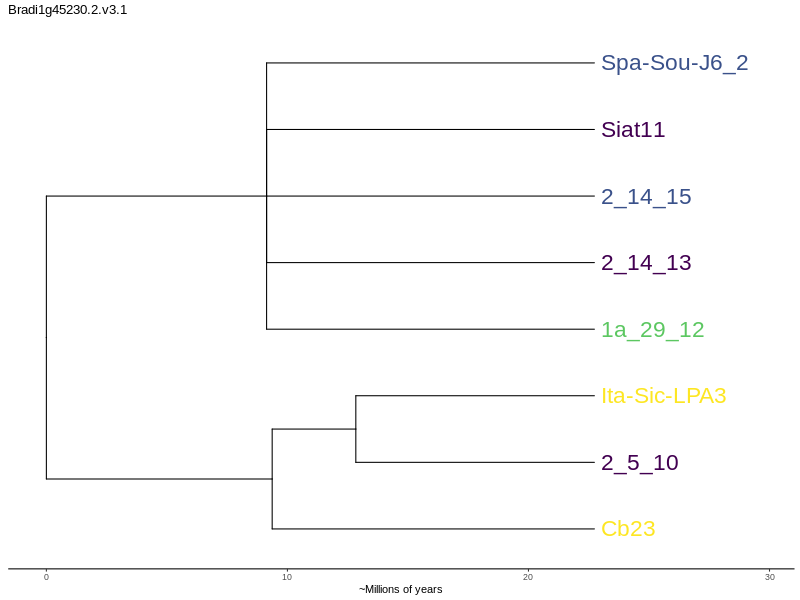 Bradi1g45230.2.v3.1
Spa-Sou-J6_2
Siat11
2_14_15
2_14_13
1a_29_12
Ita-Sic-LPA3
2_5_10
Cb23
0 10 20 30
~Millions of years